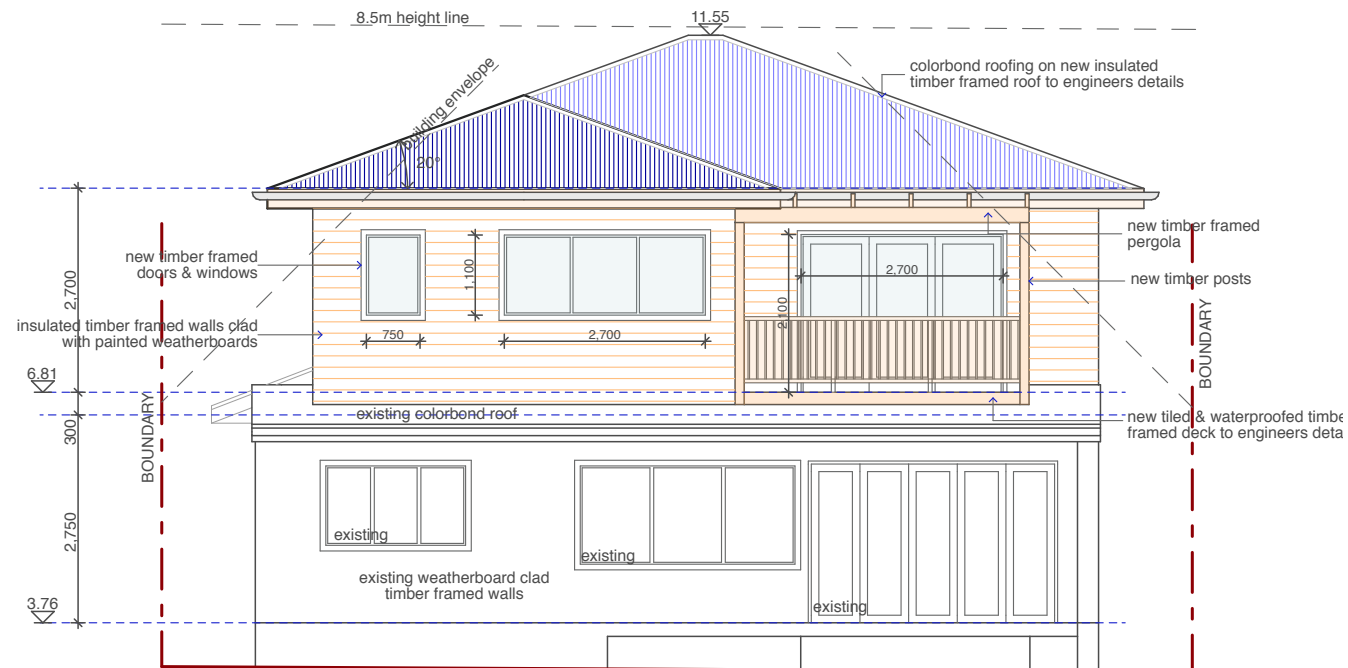 8.5m height line
11.55
colorbond roofing on new insulated
timber framed roof to engineers details
building envelope
20°
new timber framed
pergola
new timber framed
doors & windows
new timber posts
2,700
1,100
2,700
2,100
750
2,700
insulated timber framed walls clad
with painted weatherboards
BOUNDARY
6.81
existing colorbond roof
BOUNDARY
300
new tiled & waterproofed timbe
framed deck to engineers deta
2,750
existing
existing
existing weatherboard clad
timber framed walls
existing
3.76